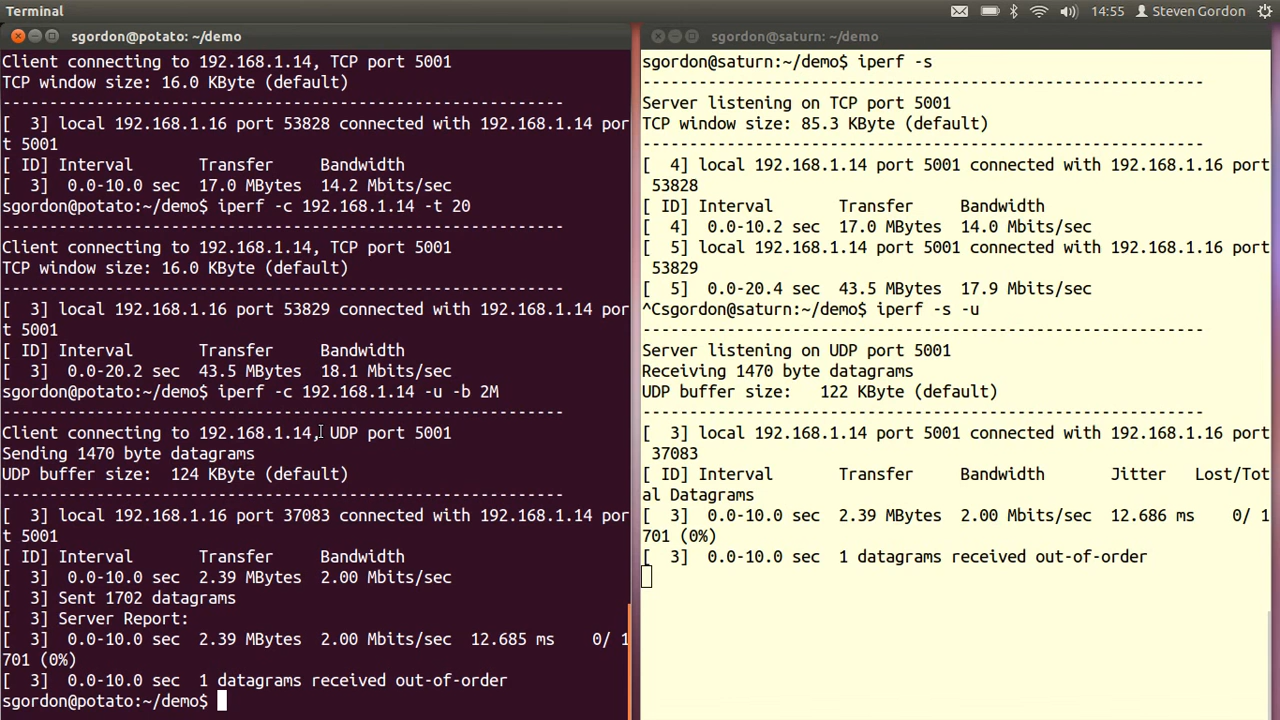 Terminal
14:55 Steven Gordon
sgordon@potato: ~/demo
Client connecting to 192.168.1.14, TCP port 5001
TCP window size: 16.0 KByte (default)
------------------------------------------------------------
[  3] local 192.168.1.16 port 53828 connected with 192.168.1.14 por
t 5001
[ ID] Interval       Transfer     Bandwidth
[  3]  0.0-10.0 sec  17.0 MBytes  14.2 Mbits/sec
sgordon@potato:~/demo$ iperf -c 192.168.1.14 -t 20
------------------------------------------------------------
Client connecting to 192.168.1.14, TCP port 5001
TCP window size: 16.0 KByte (default)
------------------------------------------------------------
[  3] local 192.168.1.16 port 53829 connected with 192.168.1.14 por
t 5001
[ ID] Interval       Transfer     Bandwidth
[  3]  0.0-20.2 sec  43.5 MBytes  18.1 Mbits/sec
sgordon@potato:~/demo$ iperf -c 192.168.1.14 -u -b 2M
------------------------------------------------------------
Client connecting to 192.168.1.14, UDP port 5001
Sending 1470 byte datagrams
UDP buffer size:  124 KByte (default)
------------------------------------------------------------
[  3] local 192.168.1.16 port 37083 connected with 192.168.1.14 por
t 5001
[ ID] Interval       Transfer     Bandwidth
[  3]  0.0-10.0 sec  2.39 MBytes  2.00 Mbits/sec
[  3] Sent 1702 datagrams
[  3] Server Report:
[  3]  0.0-10.0 sec  2.39 MBytes  2.00 Mbits/sec  12.685 ms    0/ 1
701 (0%)
[  3]  0.0-10.0 sec  1 datagrams received out-of-order
sgordon@potato:~/demo$
sgordon@saturn: ~/demo
sgordon@saturn:~/demo$ iperf -s
------------------------------------------------------------
Server listening on TCP port 5001
TCP window size: 85.3 KByte (default)
------------------------------------------------------------
[  4] local 192.168.1.14 port 5001 connected with 192.168.1.16 port
 53828
[ ID] Interval       Transfer     Bandwidth
[  4]  0.0-10.2 sec  17.0 MBytes  14.0 Mbits/sec
[  5] local 192.168.1.14 port 5001 connected with 192.168.1.16 port
 53829
[  5]  0.0-20.4 sec  43.5 MBytes  17.9 Mbits/sec
^Csgordon@saturn:~/demo$ iperf -s -u
------------------------------------------------------------
Server listening on UDP port 5001
Receiving 1470 byte datagrams
UDP buffer size:   122 KByte (default)
------------------------------------------------------------
[  3] local 192.168.1.14 port 5001 connected with 192.168.1.16 port
 37083
[ ID] Interval       Transfer     Bandwidth       Jitter   Lost/Tot
al Datagrams
[  3]  0.0-10.0 sec  2.39 MBytes  2.00 Mbits/sec  12.686 ms    0/ 1
701 (0%)
[  3]  0.0-10.0 sec  1 datagrams received out-of-order